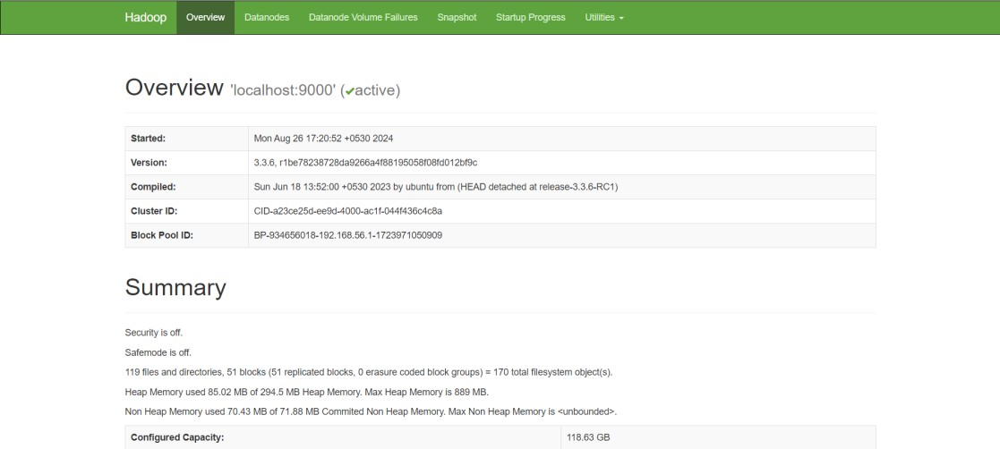 Hadoop Overview Datanodes Datanode Volume Failures Snapshot Startup Progress Utilities
Overview 'localhost:9000' (✔active)
Started: Mon Aug 26 17:20:52 +0530 2024
Version: 3.3.6, r1be78238728da9266a4f88195058f08fd012bf9c
Compiled: Sun Jun 18 13:52:00 +0530 2023 by ubuntu from (HEAD detached at release-3.3.6-RC1)
Cluster ID: CID-a23ce25d-ee9d-4000-ac1f-044f436c4c8a
Block Pool ID: BP-934656018-192.168.56.1-1723971050909
Summary
Security is off.
Safemode is off.
119 files and directories, 51 blocks (51 replicated blocks, 0 erasure coded block groups) = 170 total filesystem object(s).
Heap Memory used 85.02 MB of 294.5 MB Heap Memory. Max Heap Memory is 889 MB.
Non Heap Memory used 70.43 MB of 71.88 MB Commited Non Heap Memory. Max Non Heap Memory is <unbounded>.
Configured Capacity: 118.63 GB